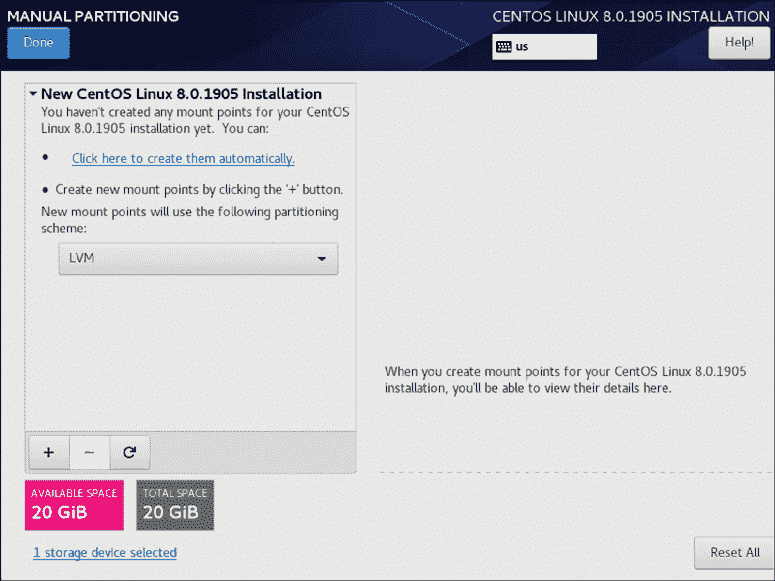 MANUAL PARTITIONING
CENTOS LINUX 8.0.1905 INSTALLATION
Done
us
Help!
New CentOS Linux 8.0.1905 Installation
You haven't created any mount points for your CentOS
Linux 8.0.1905 installation yet. You can:
• Click here to create them automatically.
• Create new mount points by clicking the '+' button.
New mount points will use the following partitioning
scheme:
LVM
When you create mount points for your CentOS Linux 8.0.1905
installation, you'll be able to view their details here.
+ −
AVAILABLE SPACE
20 GiB
TOTAL SPACE
20 GiB
1 storage device selected
Reset All